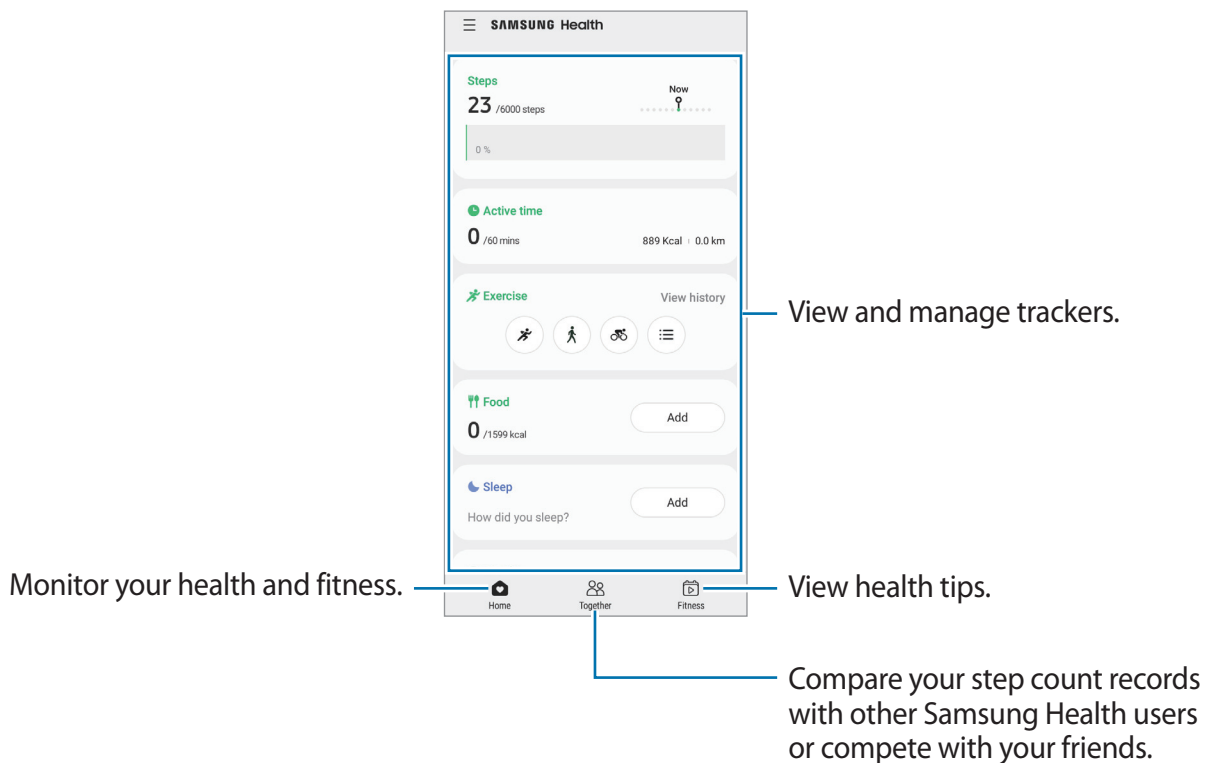 SAMSUNG Health
Steps
23 /6000 steps
Now
0 %
Active time
0 /60 mins
889 Kcal | 0.0 km
Exercise
View history
View and manage trackers.
Food
0 /1599 kcal
Add
Sleep
How did you sleep?
Add
Monitor your health and fitness.
Home
Together
Fitness
View health tips.
Compare your step count records
with other Samsung Health users
or compete with your friends.